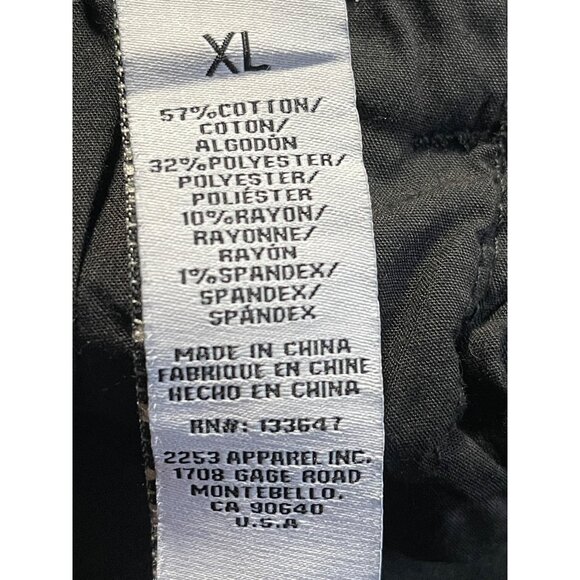 XL
57%COTTON/
COTON/
ALGODÓN
32%POLYESTER/
POLYESTER/
POLIÉSTER
10%RAYON/
RAYONNE/
RAYÓN
1%SPANDEX/
SPANDEX/
SPÁNDEX
MADE IN CHINA
FABRIQUE EN CHINE
HECHO EN CHINA
RN#: 133647
2253 APPAREL INC.
1708 GAGE ROAD
MONTEBELLO,
CA 90640
U.S.A